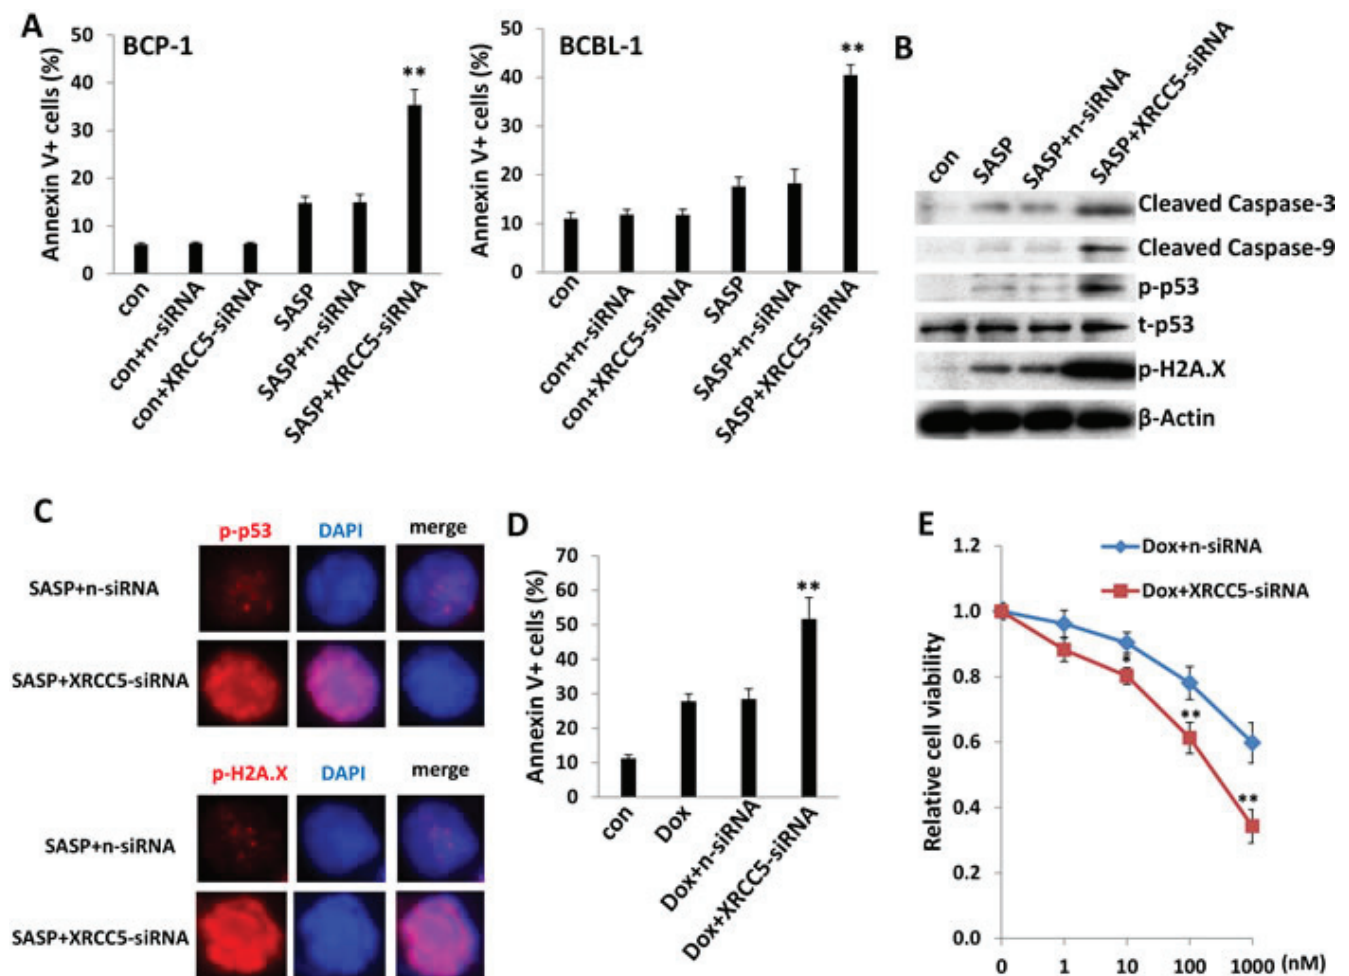 A
BCP-1
Annexin V+ cells (%)
50
40
30
20
10
0
**
con
con+n-siRNA
con+XRCC5-siRNA
SASP
SASP+n-siRNA
SASP+XRCC5-siRNA
BCBL-1
Annexin V+ cells (%)
50
40
30
20
10
0
**
con
con+n-siRNA
con+XRCC5-siRNA
SASP
SASP+n-siRNA
SASP+XRCC5-siRNA
B
con
SASP
SASP+n-siRNA
SASP+XRCC5-siRNA
Cleaved Caspase-3
Cleaved Caspase-9
p-p53
t-p53
p-H2A.X
β-Actin
C
p-p53 DAPI merge
SASP+n-siRNA
SASP+XRCC5-siRNA
p-H2A.X DAPI merge
SASP+n-siRNA
SASP+XRCC5-siRNA
D
Annexin V+ cells (%)
70
60
50
40
30
20
10
0
**
con
Dox
Dox+n-siRNA
Dox+XRCC5-siRNA
E
Dox+n-siRNA
Dox+XRCC5-siRNA
Relative cell viability
1.2
1.0
0.8
0.6
0.4
0.2
0.0
*
**
**
0 1 10 100 1000 (nM)